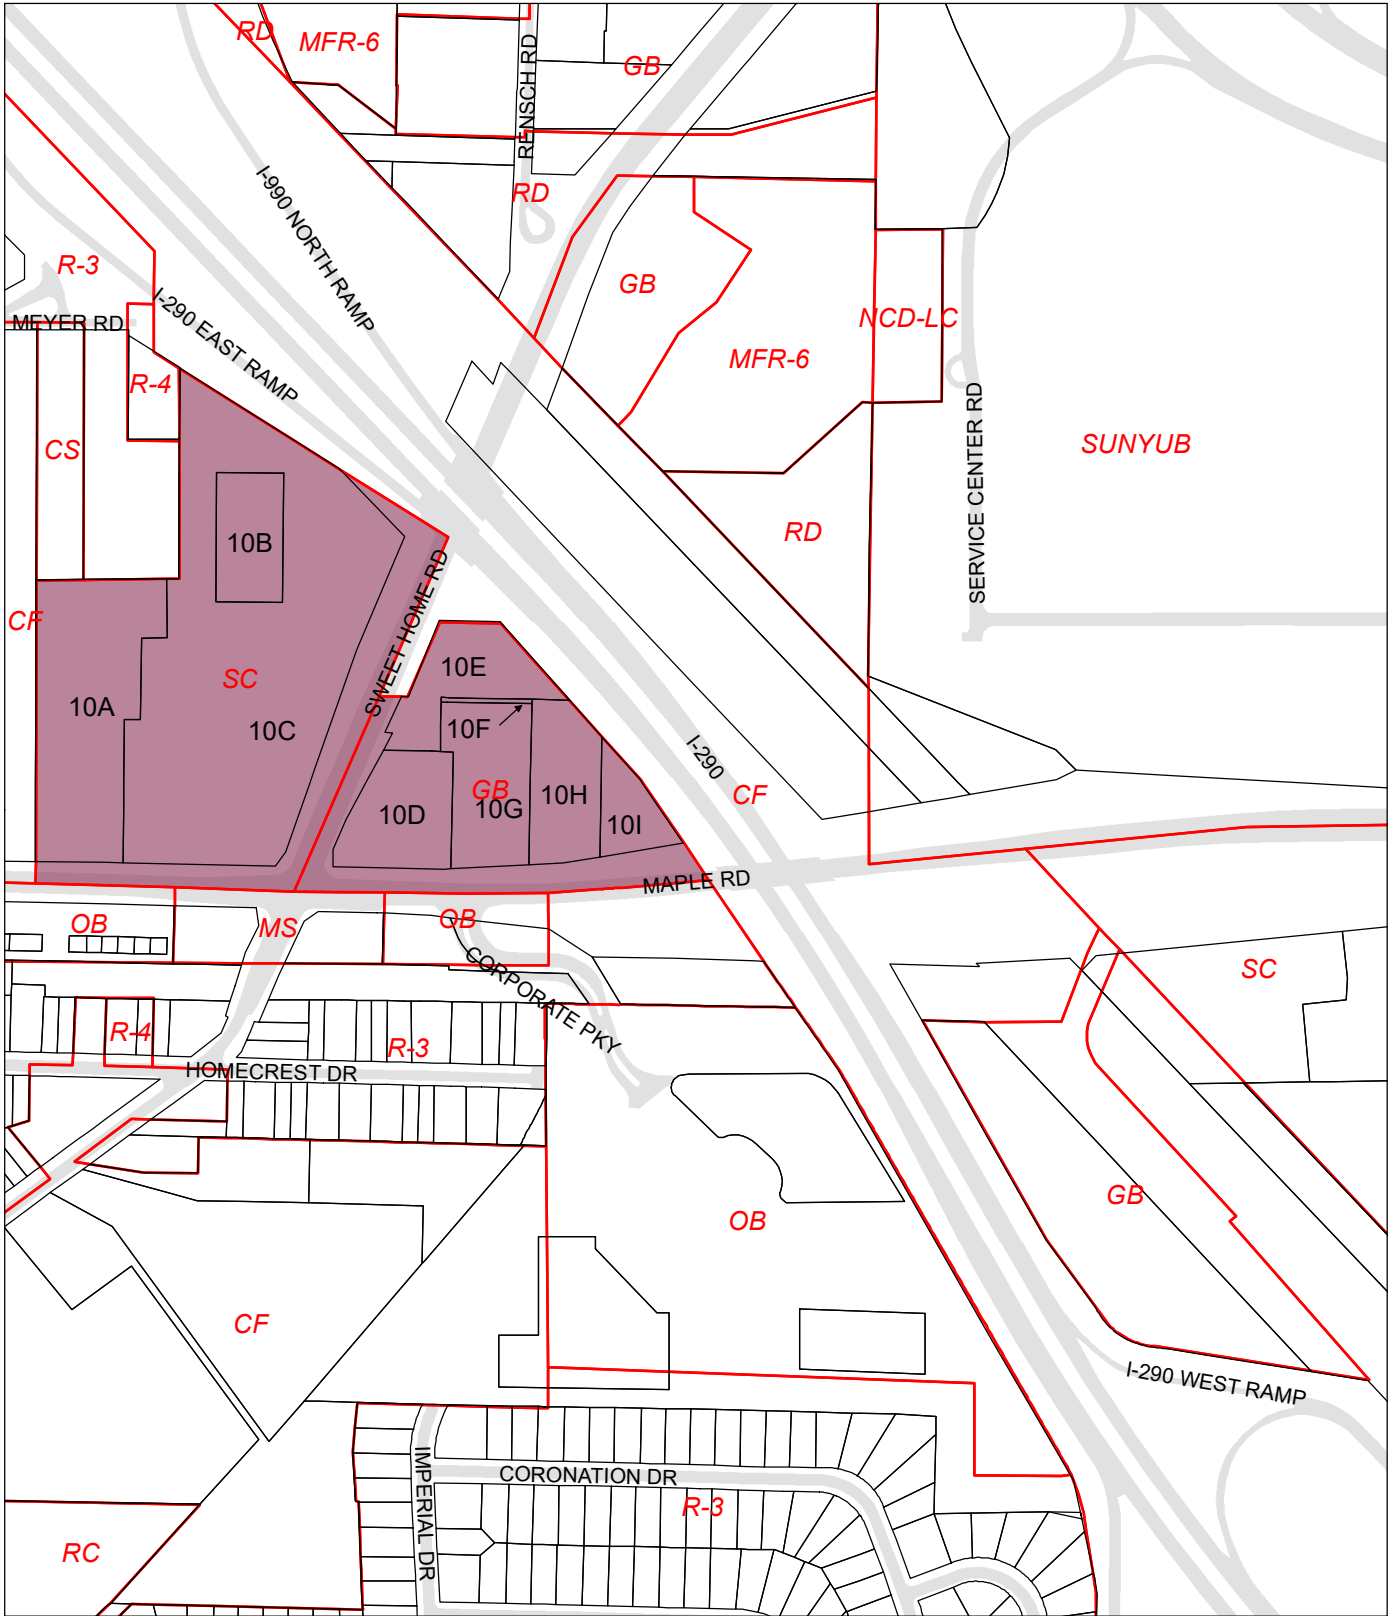 RD
MFR-6
RENSCH RD
GB
RD
I-990 NORTH RAMP
R-3
I-290 EAST RAMP
MEYER RD
GB
NCD-LC
MFR-6
R-4
CS
SERVICE CENTER RD
SUNYUB
10B
RD
SWEET HOME RD
CF
SC
10E
10A
10C
10F
I-290
GB
10G
10H
CF
10D
10I
MAPLE RD
OB
MS
OB
CORPORATE PKY
SC
R-4
R-3
HOMECREST DR
GB
OB
CF
I-290 WEST RAMP
IMPERIAL DR
CORONATION DR
R-3
RC